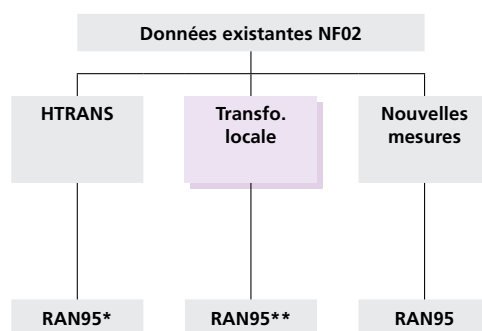 Données existantes NF02
HTRANS
Transfo.
locale
Nouvelles
mesures
RAN95*
RAN95**
RAN95